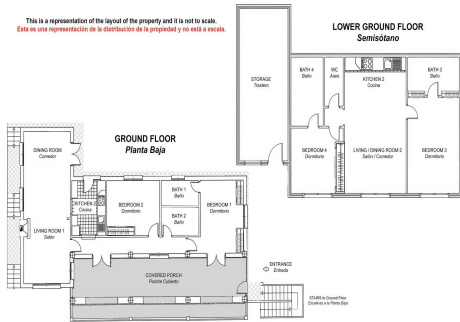 This is a representation of the layout of the property and it is not to scale.
Esta es una representación de la distribución de la propiedad y no está a escala.
LOWER GROUND FLOOR
Semisótano
STORAGE
Trastero
BATH 4
Baño
WC
Aseo
KITCHEN 2
Cocina
BATH 3
Baño
BEDROOM 4
Dormitorio
LIVING / DINING ROOM 2
Salón / Comedor
BEDROOM 3
Dormitorio
GROUND FLOOR
Planta Baja
DINING ROOM
Comedor
LIVING ROOM 1
Salón
KITCHEN 2
Cocina
BEDROOM 2
Dormitorio
BATH 1
Baño
BATH 2
Baño
BEDROOM 1
Dormitorio
COVERED PORCH
Porche Cubierto
ENTRANCE
Entrada
STAIRS to Ground Floor
Escaleras a la Planta Baja